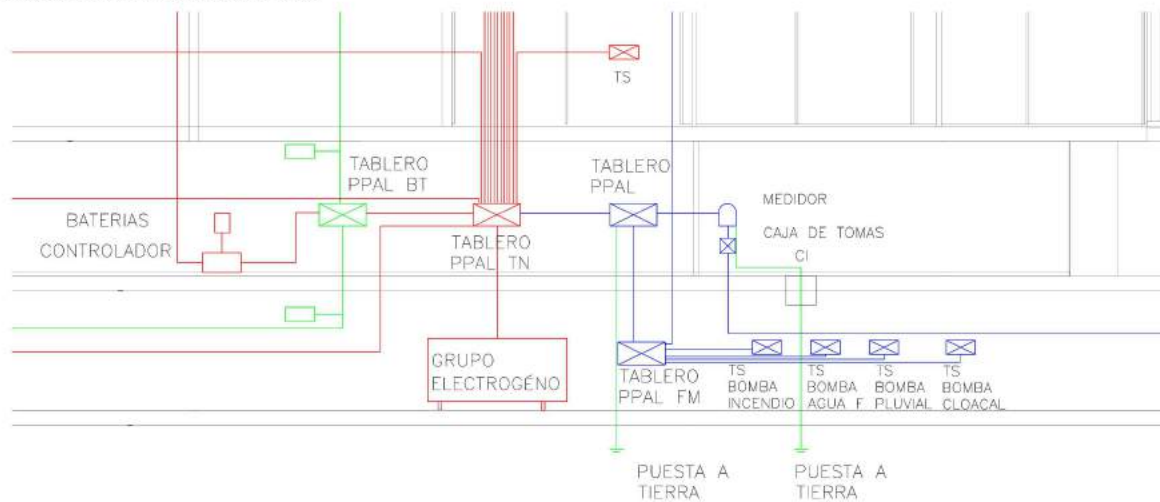 TS
TABLERO
PPAL BT
TABLERO
PPAL
MEDIDOR
BATERIAS
CONTROLADOR
TABLERO
PPAL TN
CAJA DE TOMAS
CI
GRUPO
ELECTROGÉNO
TABLERO
PPAL FM
TS
BOMBA
INCENDIO
TS
BOMBA
AGUA F
TS
BOMBA
PLUVIAL
TS
BOMBA
CLOACAL
PUESTA A
TIERRA
PUESTA A
TIERRA